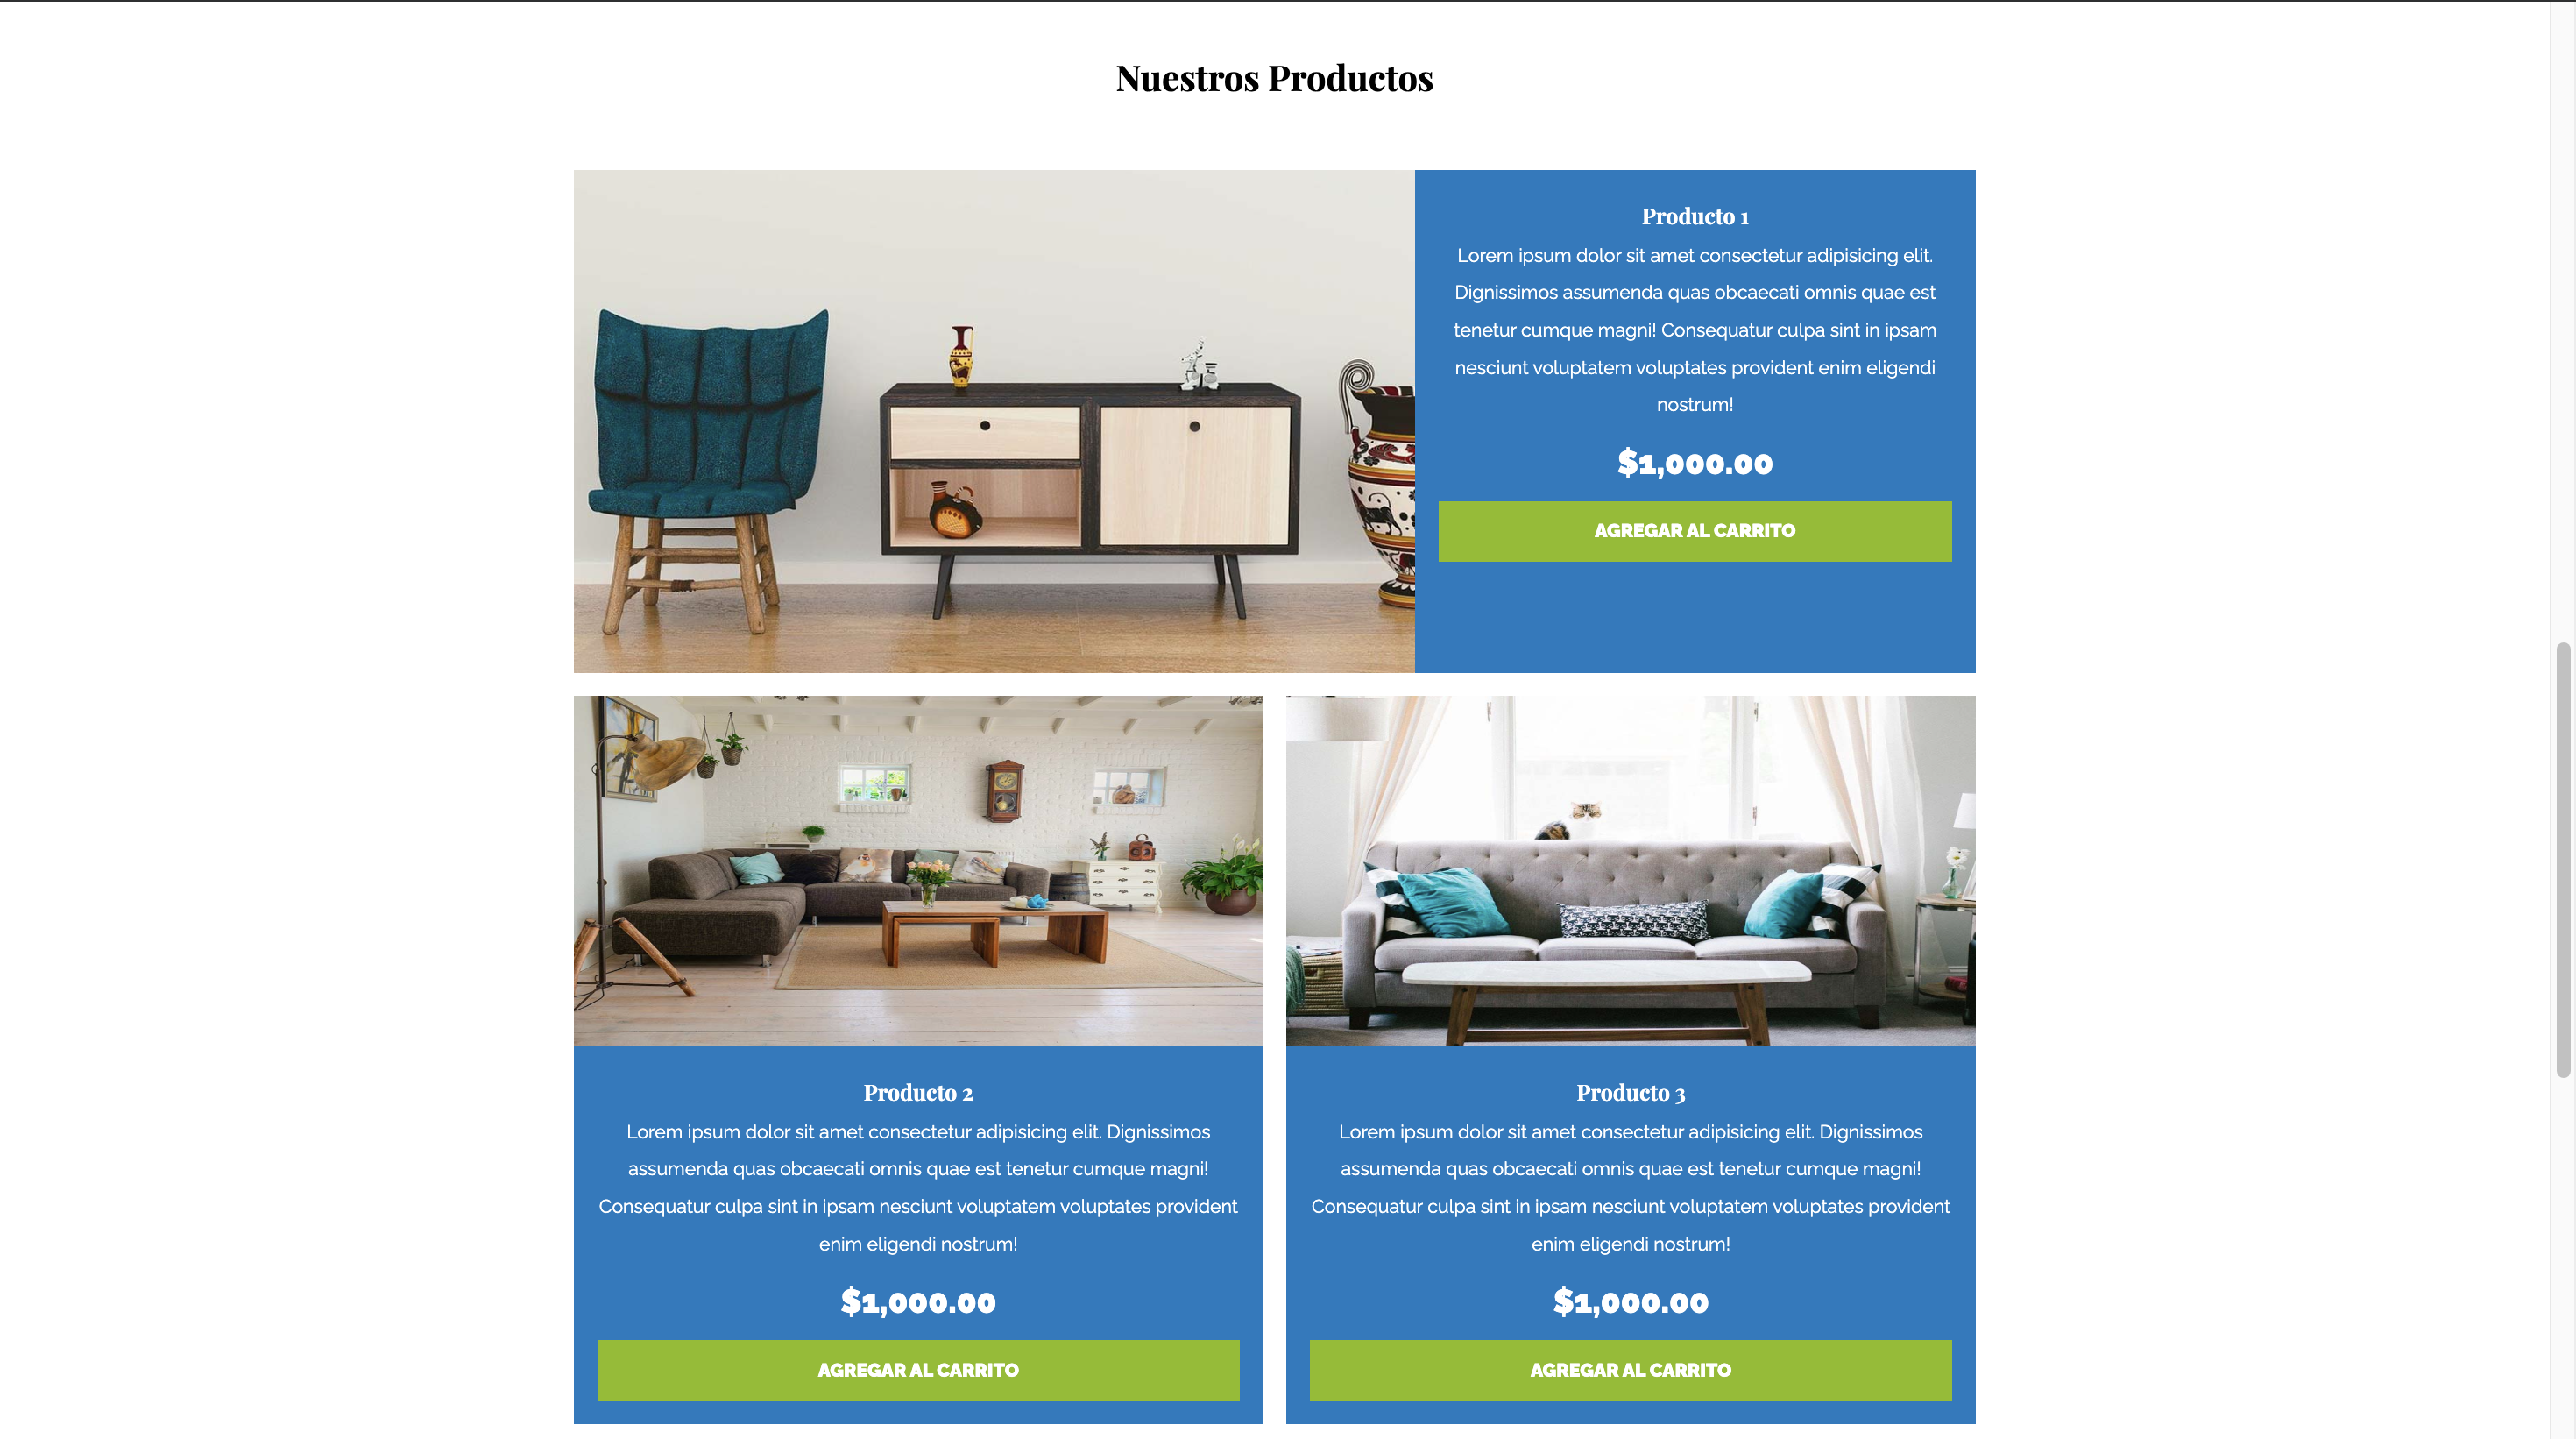 Nuestros Productos
Producto 1
Lorem ipsum dolor sit amet consectetur adipisicing elit.
Dignissimos assumenda quas obcaecati omnis quae est
tenetur cumque magni! Consequatur culpa sint in ipsam
nesciunt voluptatem voluptates provident enim eligendi
nostrum!
$1,000.00
AGREGAR AL CARRITO
Producto 2
Lorem ipsum dolor sit amet consectetur adipisicing elit. Dignissimos
assumenda quas obcaecati omnis quae est tenetur cumque magni!
Consequatur culpa sint in ipsam nesciunt voluptatem voluptates provident
enim eligendi nostrum!
$1,000.00
AGREGAR AL CARRITO
Producto 3
Lorem ipsum dolor sit amet consectetur adipisicing elit. Dignissimos
assumenda quas obcaecati omnis quae est tenetur cumque magni!
Consequatur culpa sint in ipsam nesciunt voluptatem voluptates provident
enim eligendi nostrum!
$1,000.00
AGREGAR AL CARRITO